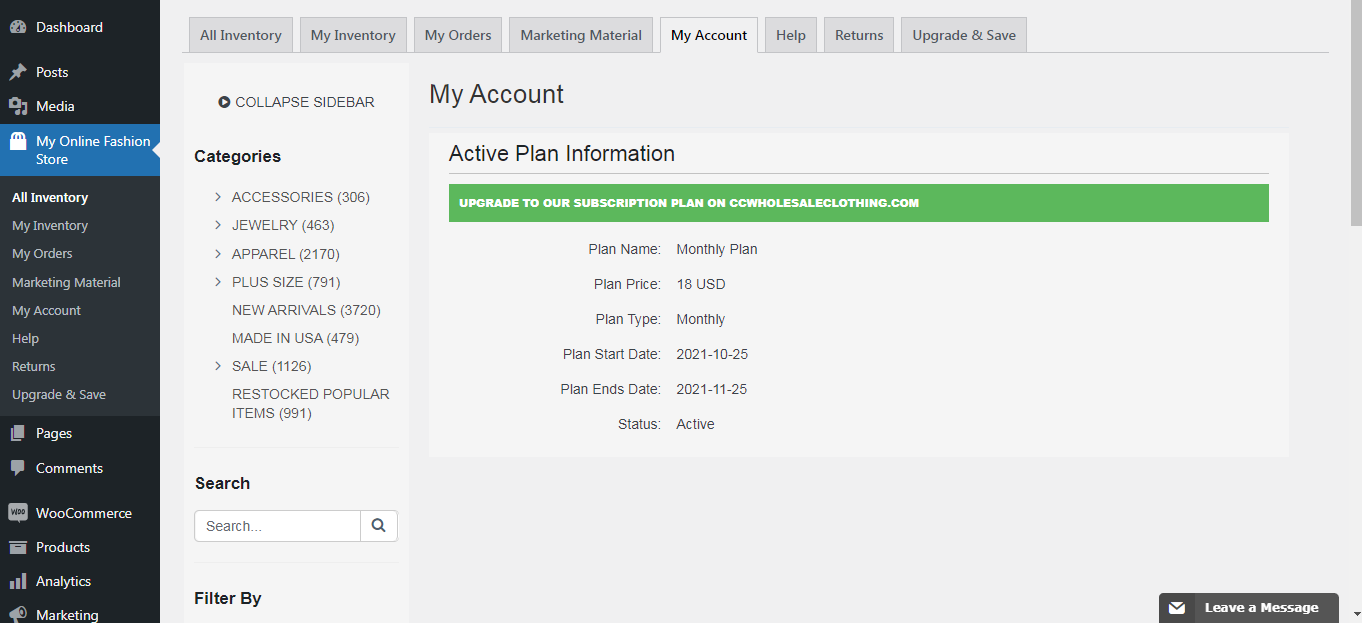 Dashboard
Posts
Media
My Online Fashion
Store
All Inventory
My Inventory
My Orders
Marketing Material
My Account
Help
Returns
Upgrade & Save
Pages
Comments
WooCommerce
Products
Analytics
Marketing
All Inventory
My Inventory
My Orders
Marketing Material
My Account
Help
Returns
Upgrade & Save
COLLAPSE SIDEBAR
Categories
ACCESSORIES (306)
JEWELRY (463)
APPAREL (2170)
PLUS SIZE (791)
NEW ARRIVALS (3720)
MADE IN USA (479)
SALE (1126)
RESTOCKED POPULAR
ITEMS (991)
Search
Search...
Filter By
My Account
Active Plan Information
UPGRADE TO OUR SUBSCRIPTION PLAN ON CCWHOLESALECLOTHING.COM
Plan Name: Monthly Plan
Plan Price: 18 USD
Plan Type: Monthly
Plan Start Date: 2021-10-25
Plan Ends Date: 2021-11-25
Status: Active
Leave a Message